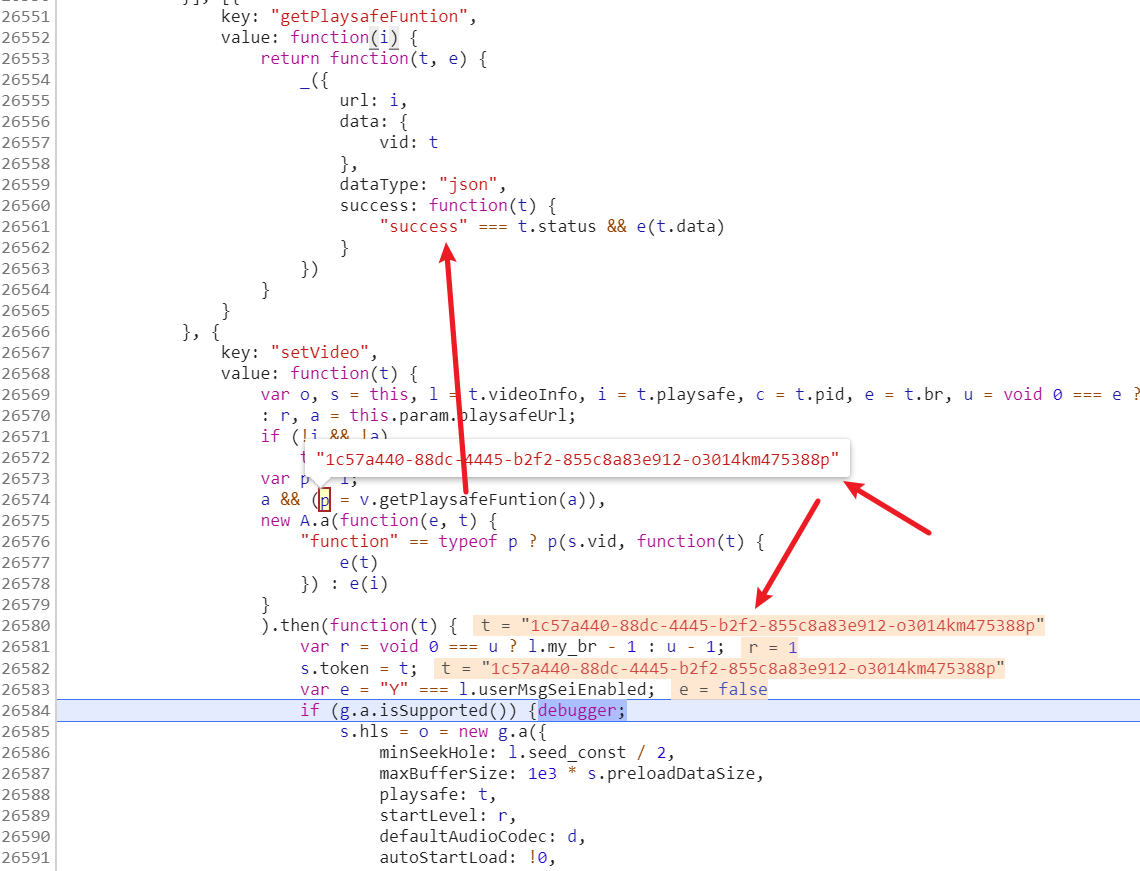 }], [{
26551 key: "getPlaysafeFuntion",
26552 value: function(i) {
26553 return function(t, e) {
26554 _({
26555 url: i,
26556 data: {
26557 vid: t
26558 },
26559 dataType: "json",
26560 success: function(t) {
26561 "success" === t.status && e(t.data)
26562 }
26563 })
26564 }
26565 }
26566 }, {
26567 key: "setVideo",
26568 value: function(t) {
26569 var o, s = this, l = t.videoInfo, i = t.playsafe, c = t.pid, e = t.br, u = void 0 === e ?
26570 : r, a = this.param.playsafeUrl;
26571 if (!i && !a)
26572 t "1c57a440-88dc-4445-b2f2-855c8a83e912-o3014km475388p"
26573 var p = i;
26574 a && (p = v.getPlaysafeFuntion(a)),
26575 new A.a(function(e, t) {
26576 "function" == typeof p ? p(s.vid, function(t) {
26577 e(t)
26578 }) : e(i)
26579 }
26580 ).then(function(t) { t = "1c57a440-88dc-4445-b2f2-855c8a83e912-o3014km475388p"
26581 var r = void 0 === u ? l.my_br - 1 : u - 1; r = 1
26582 s.token = t; t = "1c57a440-88dc-4445-b2f2-855c8a83e912-o3014km475388p"
26583 var e = "Y" === l.userMsgSeiEnabled; e = false
26584 if (g.a.isSupported()) {debugger;
26585 s.hls = o = new g.a({
26586 minSeekHole: l.seed_const / 2,
26587 maxBufferSize: 1e3 * s.preloadDataSize,
26588 playsafe: t,
26589 startLevel: r,
26590 defaultAudioCodec: d,
26591 autoStartLoad: !0,